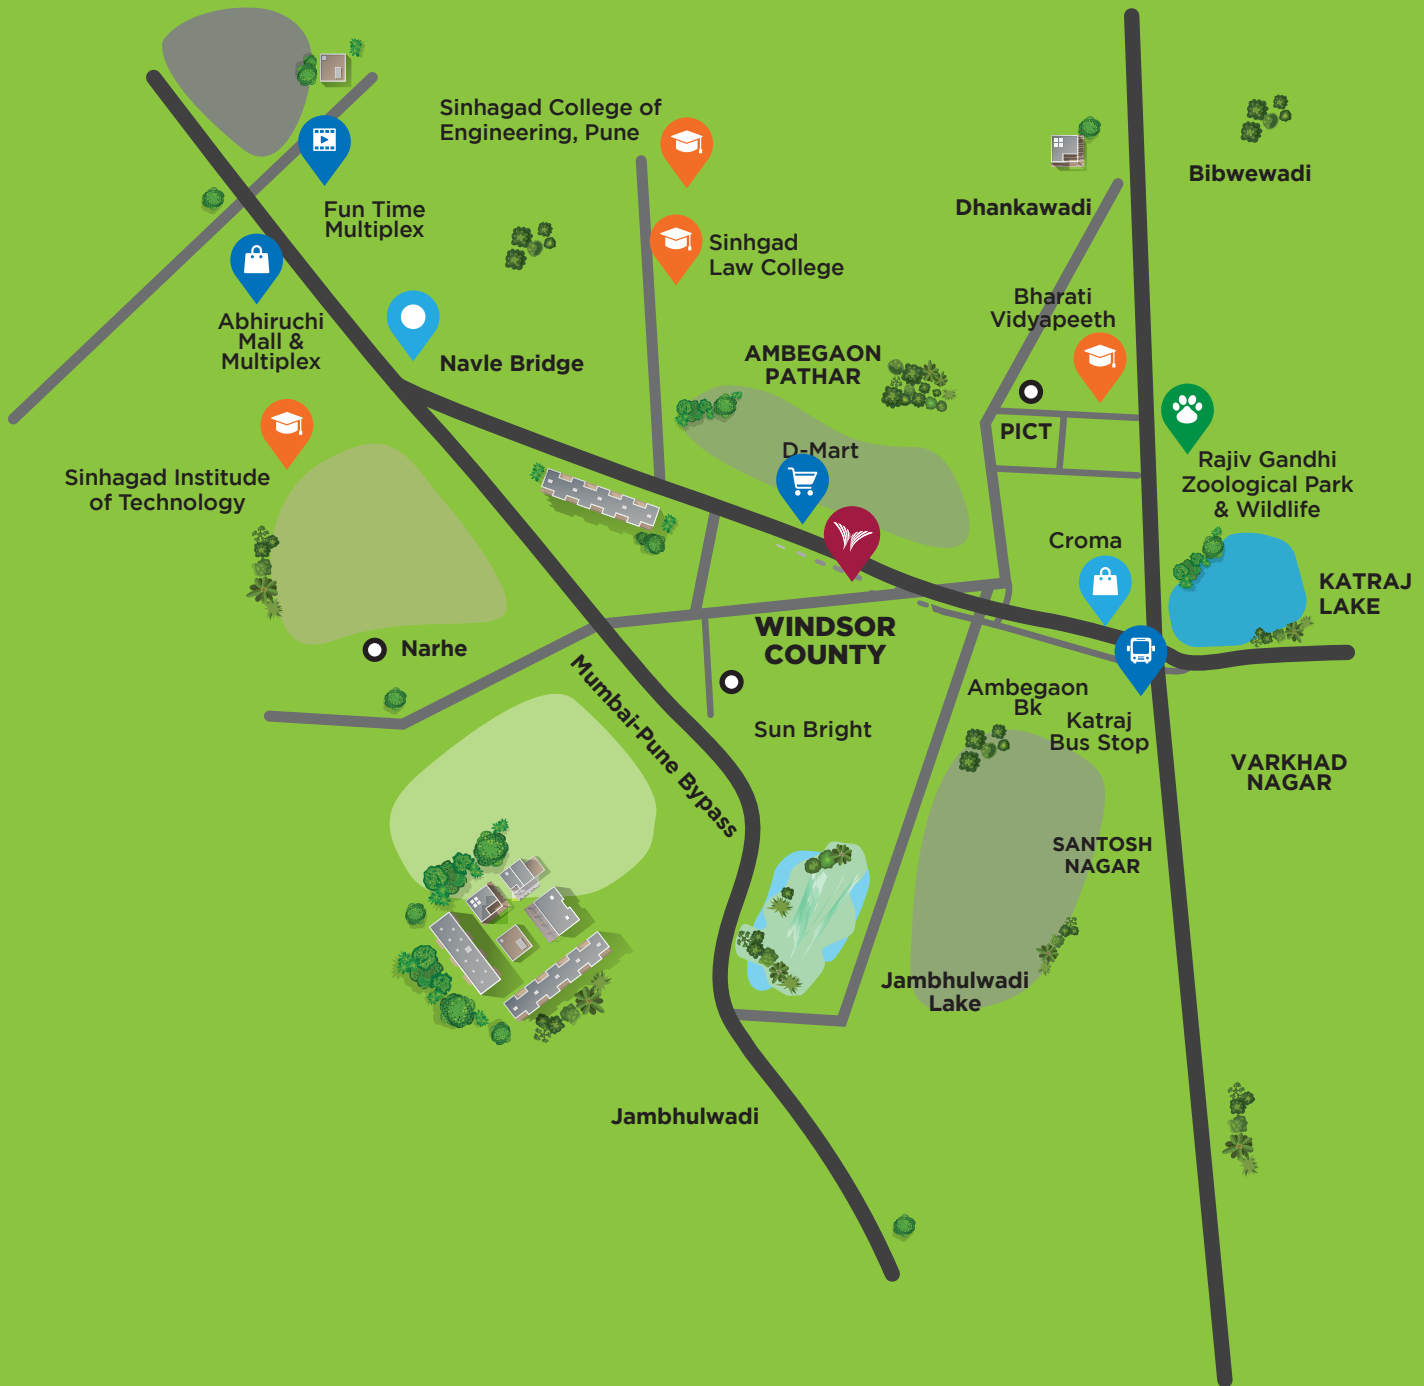 Sinhagad College of
Engineering, Pune
Bibwewadi
Dhankawadi
Fun Time
Multiplex
Sinhgad
Law College
Bharati
Vidyapeeth
Abhiruchi
Mall &
Multiplex
Navle Bridge
AMBEGAON
PATHAR
PICT
D-Mart
Rajiv Gandhi
Zoological Park
& Wildlife
Sinhagad Institude
of Technology
Croma
KATRAJ
LAKE
WINDSOR
COUNTY
Narhe
Mumbai-Pune Bypass
Ambegaon
Bk
Sun Bright
Katraj
Bus Stop
VARKHAD
NAGAR
SANTOSH
NAGAR
Jambhulwadi
Lake
Jambhulwadi